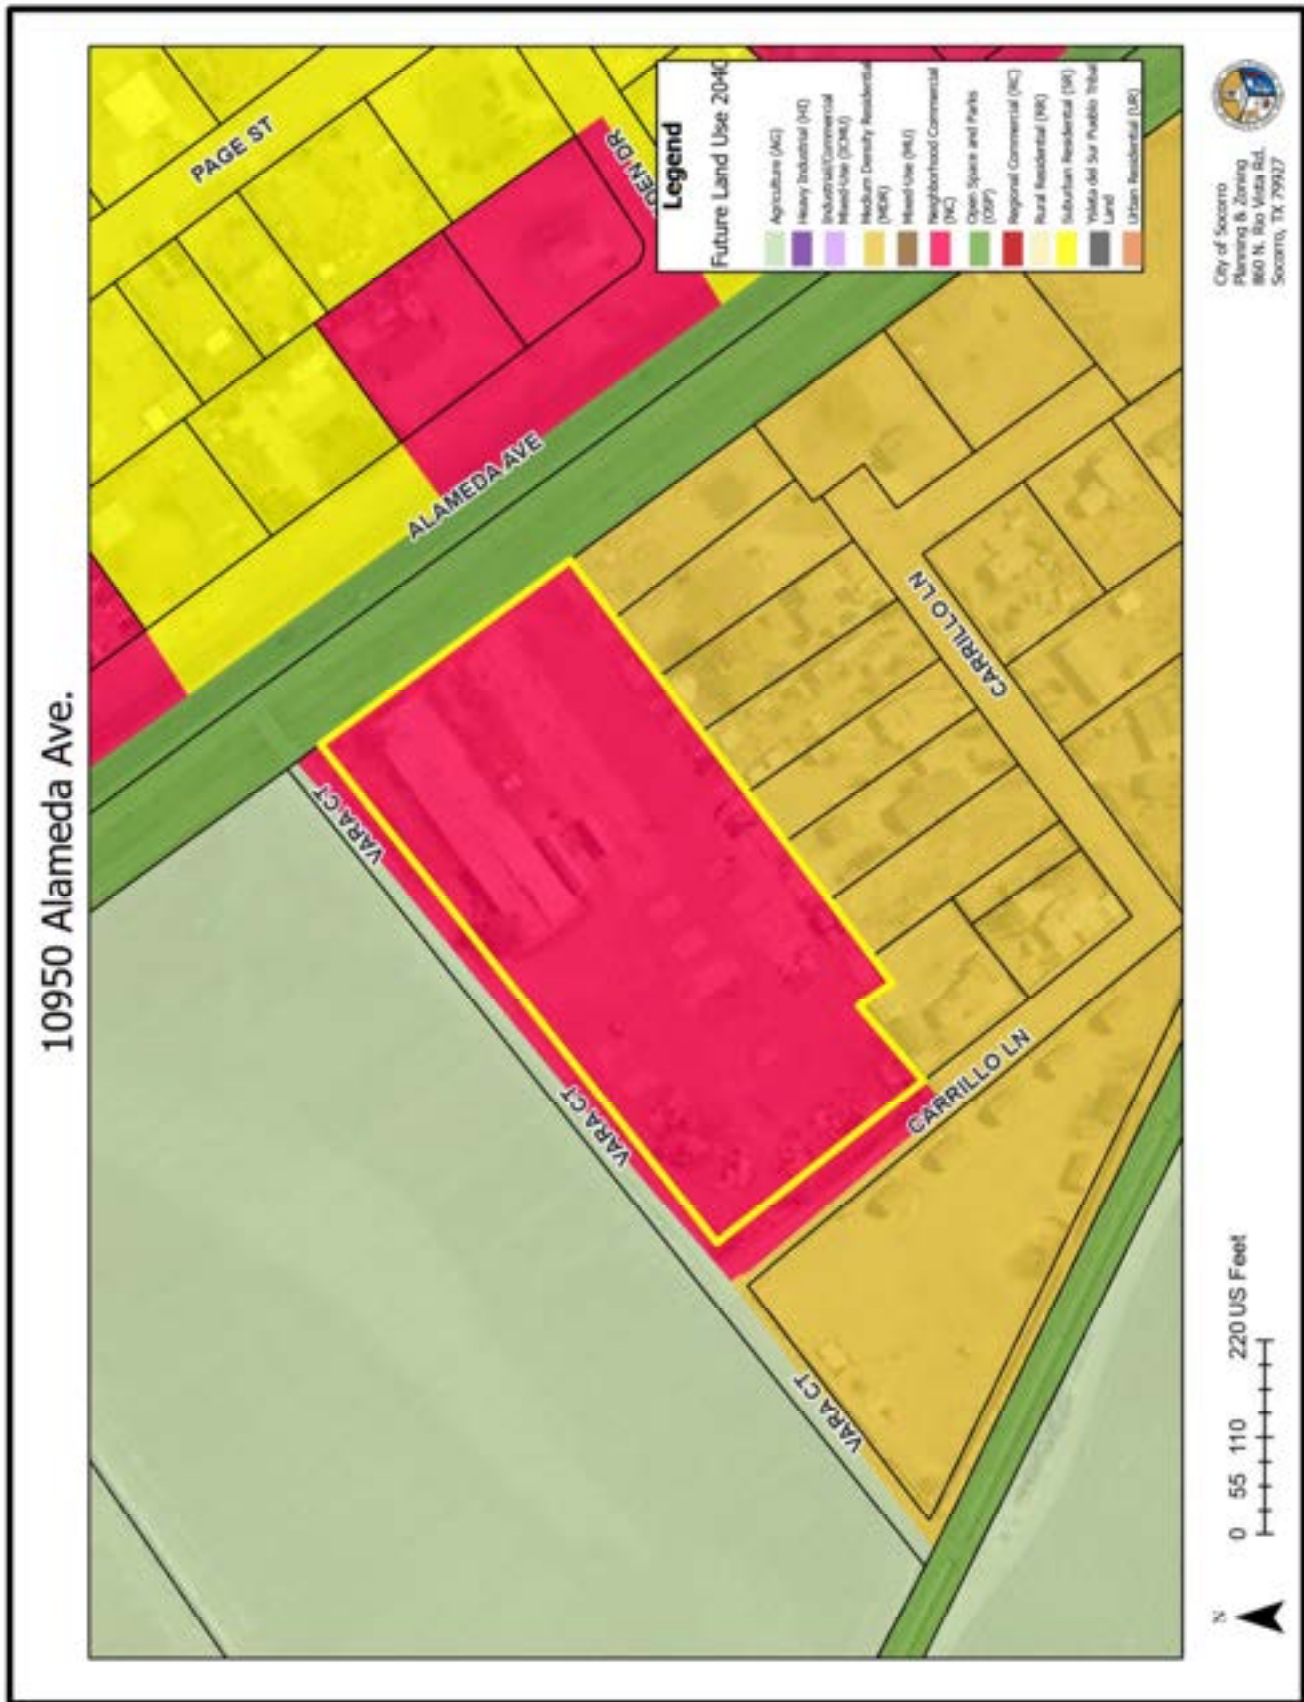 10950 Alameda Ave.
PAGE ST
DEN DR
ALAMEDA AVE
VARA CT
VARA CT
VARA CT
CARRILLO LN
CARRILLO LN
Legend
Future Land Use 2040
Agriculture (AG)
Heavy Industrial (HI)
Industrial/Commercial
Mixed-Use (ICMU)
Medium Density Residential
(MDR)
Mixed-Use (MU)
Neighborhood Commercial
(NC)
Open Space and Parks
(OSP)
Regional Commercial (RC)
Rural Residential (RR)
Suburban Residential (SR)
Ysleta del Sur Pueblo Tribal
Land
Urban Residential (UR)
N
0 55 110 220 US Feet
City of Socorro
Planning & Zoning
860 N. Rio Vista Rd.
Socorro, TX 79927